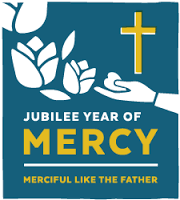 JUBILEE YEAR OF
MERCY
MERCIFUL LIKE THE FATHER